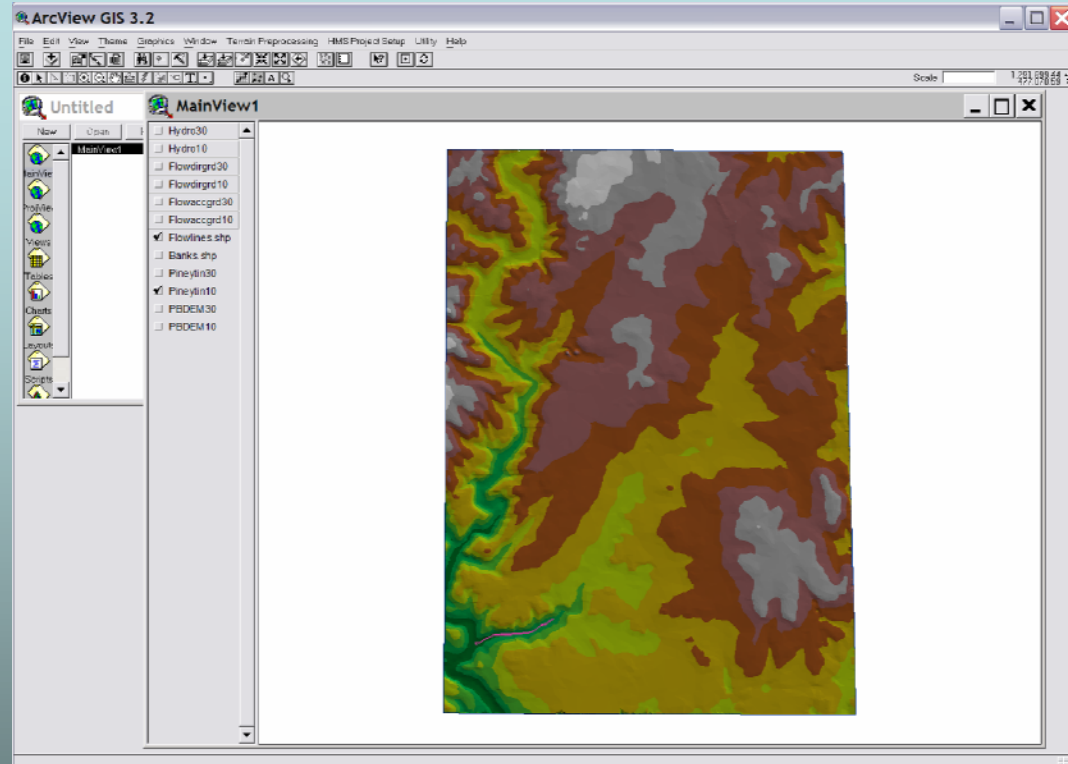 ArcView GIS 3.2
File Edit View Theme Graphics Window Terrain Preprocessing HMS Project Setup Utility Help
Scale
Untitled
New Open
MainView1
Views
Tables
Charts
Layouts
Scripts
MainView1
Hydro30
Hydro10
Flowdirgrd30
Flowdirgrd10
Flowaccgrd30
Flowaccgrd10
Flowlines.shp
Banks.shp
Pineytin30
Pineytin10
PBDEM30
PBDEM10